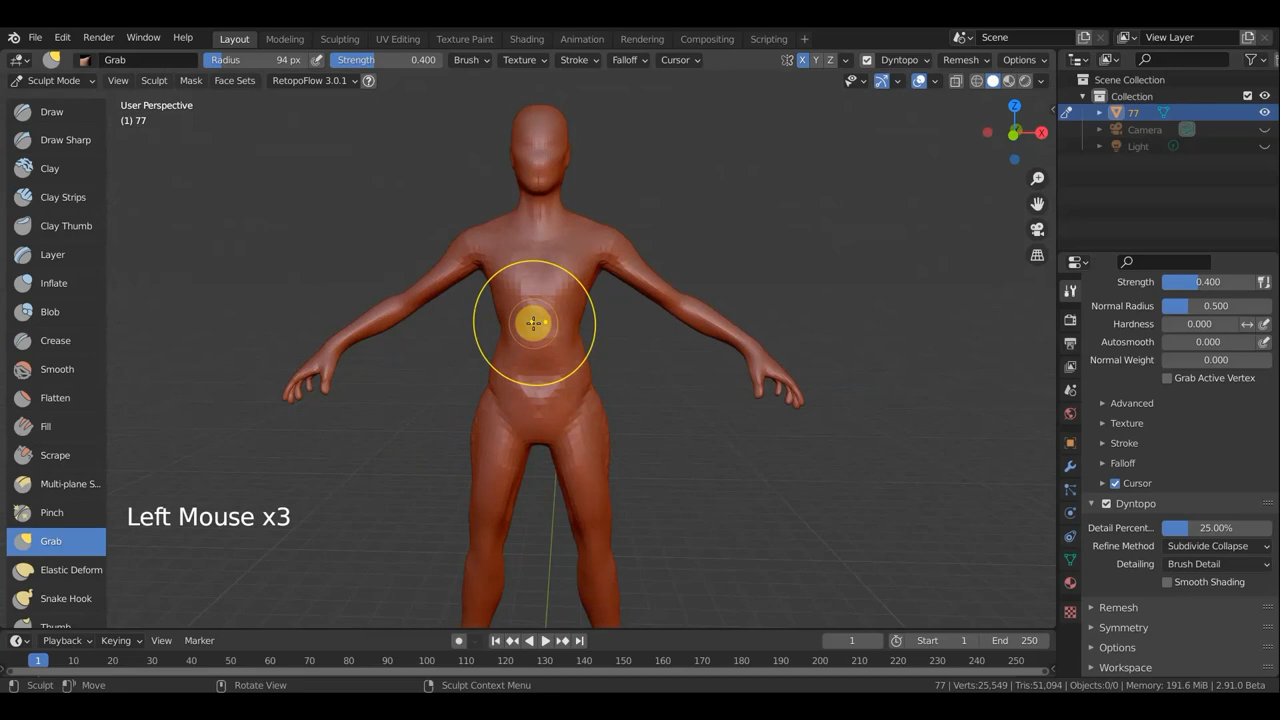 File Edit Render Window Help Layout Modeling Sculpting UV Editing Texture Paint Shading Animation Rendering Compositing Scripting + Scene View Layer
Grab Radius 94 px Strength 0.400 Brush Texture Stroke Falloff Cursor X Y Z Dyntopo Remesh Options
Sculpt Mode View Sculpt Mask Face Sets RetopoFlow 3.0.1 ?
Scene Collection
Collection
77
Camera
Light
User Perspective
(1) 77
Z
X
Draw
Draw Sharp
Clay
Clay Strips
Clay Thumb
Layer
Inflate
Blob
Crease
Smooth
Flatten
Fill
Scrape
Multi-plane S...
Pinch
Grab
Elastic Deform
Snake Hook
Thumb
Left Mouse x3
Strength 0.400
Normal Radius 0.500
Hardness 0.000
Autosmooth 0.000
Normal Weight 0.000
Grab Active Vertex
Advanced
Texture
Stroke
Falloff
Cursor
Dyntopo
Detail Percent... 25.00%
Refine Method Subdivide Collapse
Detailing Brush Detail
Smooth Shading
Remesh
Symmetry
Options
Workspace
Playback Keying View Marker 1 Start 1 End 250
1 10 20 30 40 50 60 70 80 90 100 110 120 130 140 150 160 170 180 190 200 210 220 230 240 250
Sculpt Move Rotate View Sculpt Context Menu 77 | Verts:25,549 | Tris:51,094 | Objects:0/0 | Memory: 191.6 MiB | 2.91.0 Beta